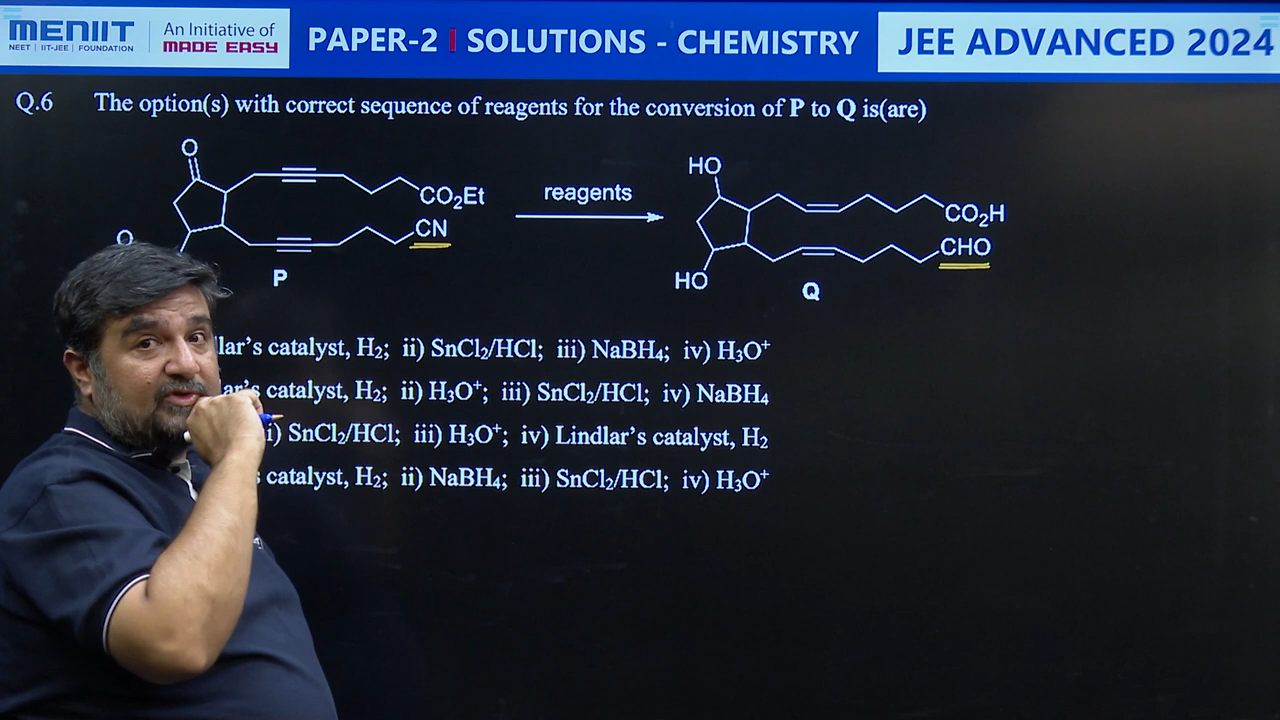 MENIIT
NEET | IIT-JEE | FOUNDATION
An Initiative of
MADE EASY
PAPER-2 I SOLUTIONS - CHEMISTRY
JEE ADVANCED 2024
Q.6 The option(s) with correct sequence of reagents for the conversion of P to Q is(are)
O
CO₂Et
CN
O
P
reagents
HO
CO₂H
CHO
HO
Q
lar's catalyst, H₂; ii) SnCl₂/HCl; iii) NaBH₄; iv) H₃O⁺
ar's catalyst, H₂; ii) H₃O⁺; iii) SnCl₂/HCl; iv) NaBH₄
i) SnCl₂/HCl; iii) H₃O⁺; iv) Lindlar's catalyst, H₂
s catalyst, H₂; ii) NaBH₄; iii) SnCl₂/HCl; iv) H₃O⁺